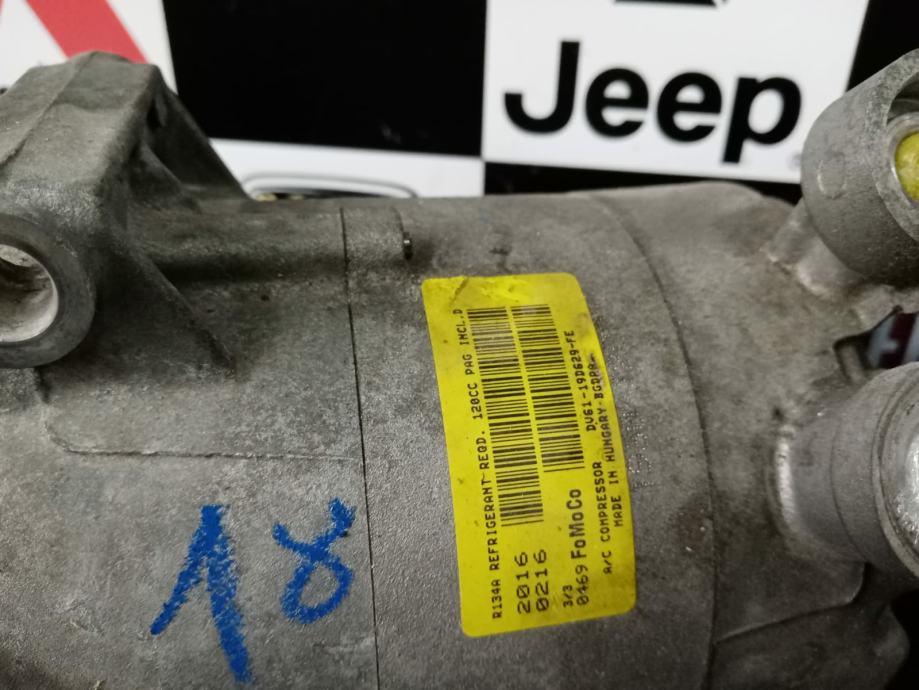 Jeep
R134A REFRIGERANT REQD. 120CC PAG INCL.D
2016
0216
3/3
0469 FoMoCo
DV61-19D629-FE
A/C COMPRESSOR
MADE IN HUNGARY-BGDPA
18